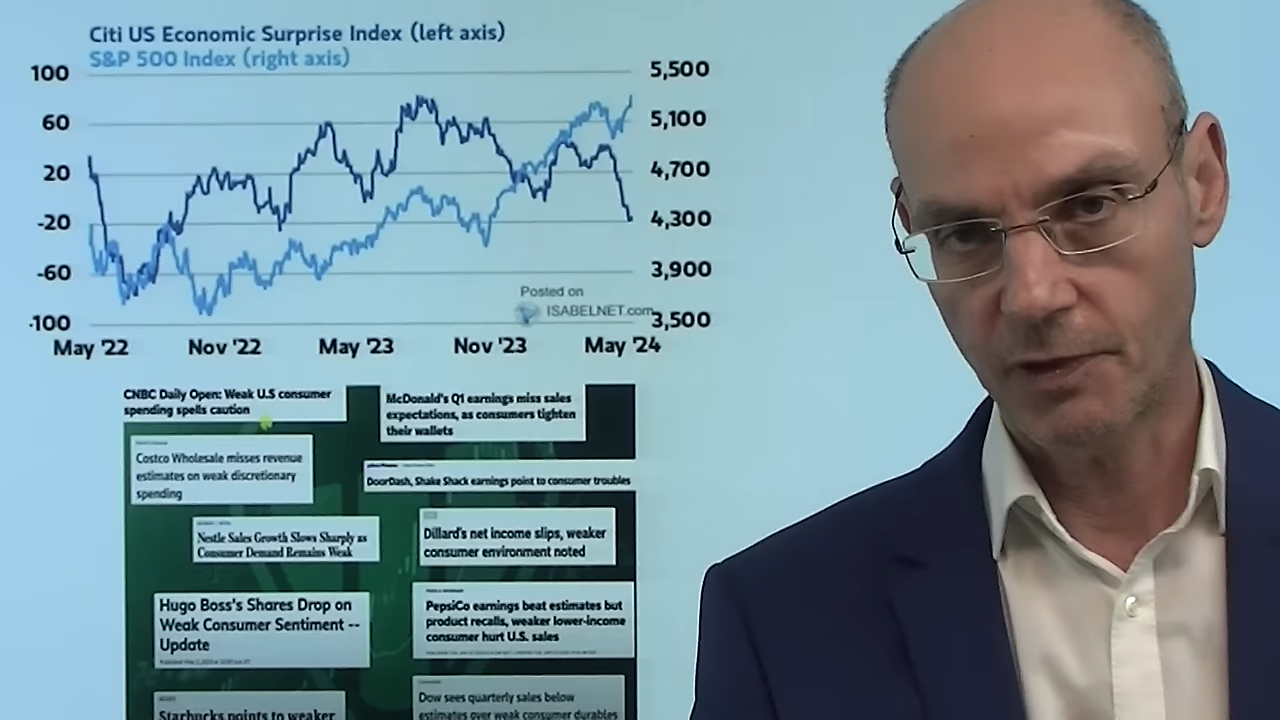 Citi US Economic Surprise Index (left axis)
S&P 500 Index (right axis)
100
60
20
-20
-60
-100
5,500
5,100
4,700
4,300
3,900
3,500
Posted on
ISABELNET.com
May '22
Nov '22
May '23
Nov '23
May '24
CNBC Daily Open: Weak U.S consumer
spending spells caution
McDonald's Q1 earnings miss sales
expectations, as consumers tighten
their wallets
Costco Wholesale misses revenue
estimates on weak discretionary
spending
DoorDash, Shake Shack earnings point to consumer troubles
Nestle Sales Growth Slows Sharply as
Consumer Demand Remains Weak
Dillard's net income slips, weaker
consumer environment noted
Hugo Boss's Shares Drop on
Weak Consumer Sentiment --
Update
PepsiCo earnings beat estimates but
product recalls, weaker lower-income
consumer hurt U.S. sales
Starbucks points to weaker
Dow sees quarterly sales below
estimates over weak consumer durables